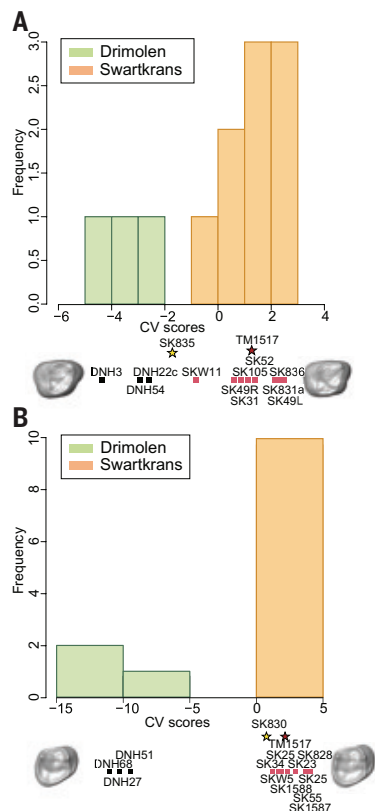 A
Drimolen
Swartkrans
Frequency
3.0
2.5
2.0
1.5
1.0
0.5
0.0
−6 −4 −2 0 2 4
CV scores
SK835 TM1517
SK52
DNH3 DNH22c SKW11 SK105 SK836
DNH54 SK49R SK831a
SK31 SK49L
B
Drimolen
Swartkrans
Frequency
10
8
6
4
2
0
−15 −10 −5 0 5
CV scores
SK830
TM1517
DNH51 SK25 SK828
DNH68 SK34 SK23
DNH27 SKW5 SK25
SK1588
SK55
SK1587